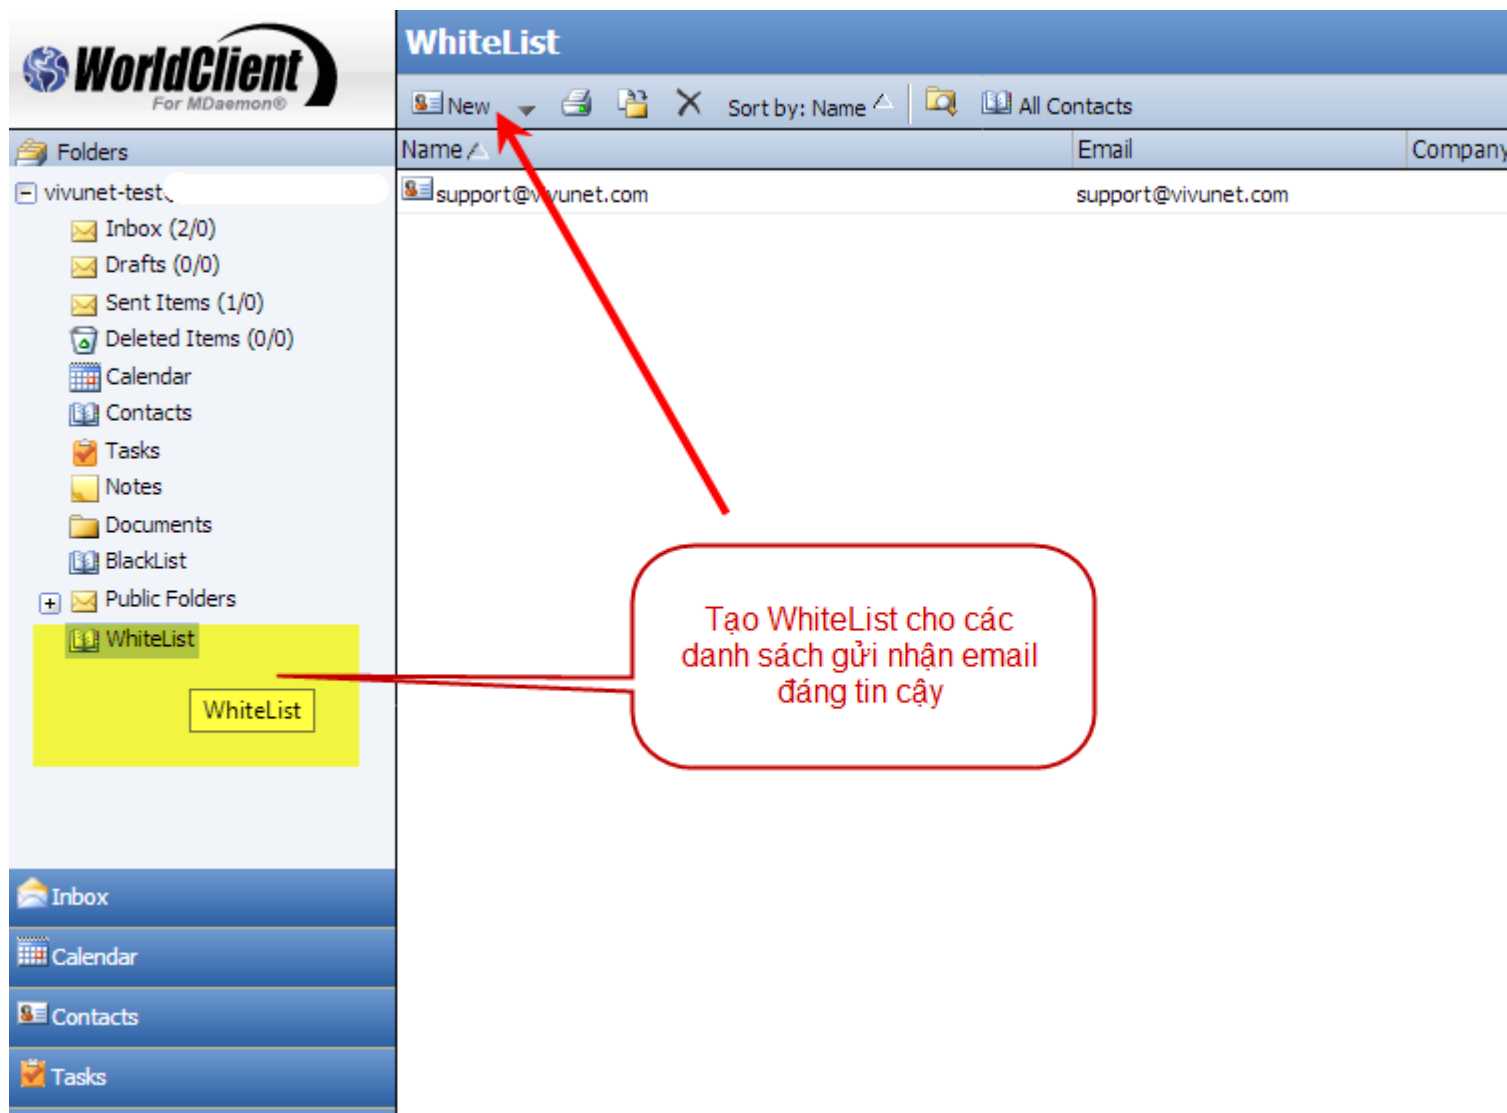 WorldClient
For MDaemon®
WhiteList
New
Sort by: Name
All Contacts
Folders
Name
Email
Company
vivunet-test.
support@vivunet.com
support@vivunet.com
Inbox (2/0)
Drafts (0/0)
Sent Items (1/0)
Deleted Items (0/0)
Calendar
Contacts
Tasks
Notes
Documents
BlackList
Public Folders
WhiteList
WhiteList
Tạo WhiteList cho các
danh sách gửi nhận email
đáng tin cậy
Inbox
Calendar
Contacts
Tasks